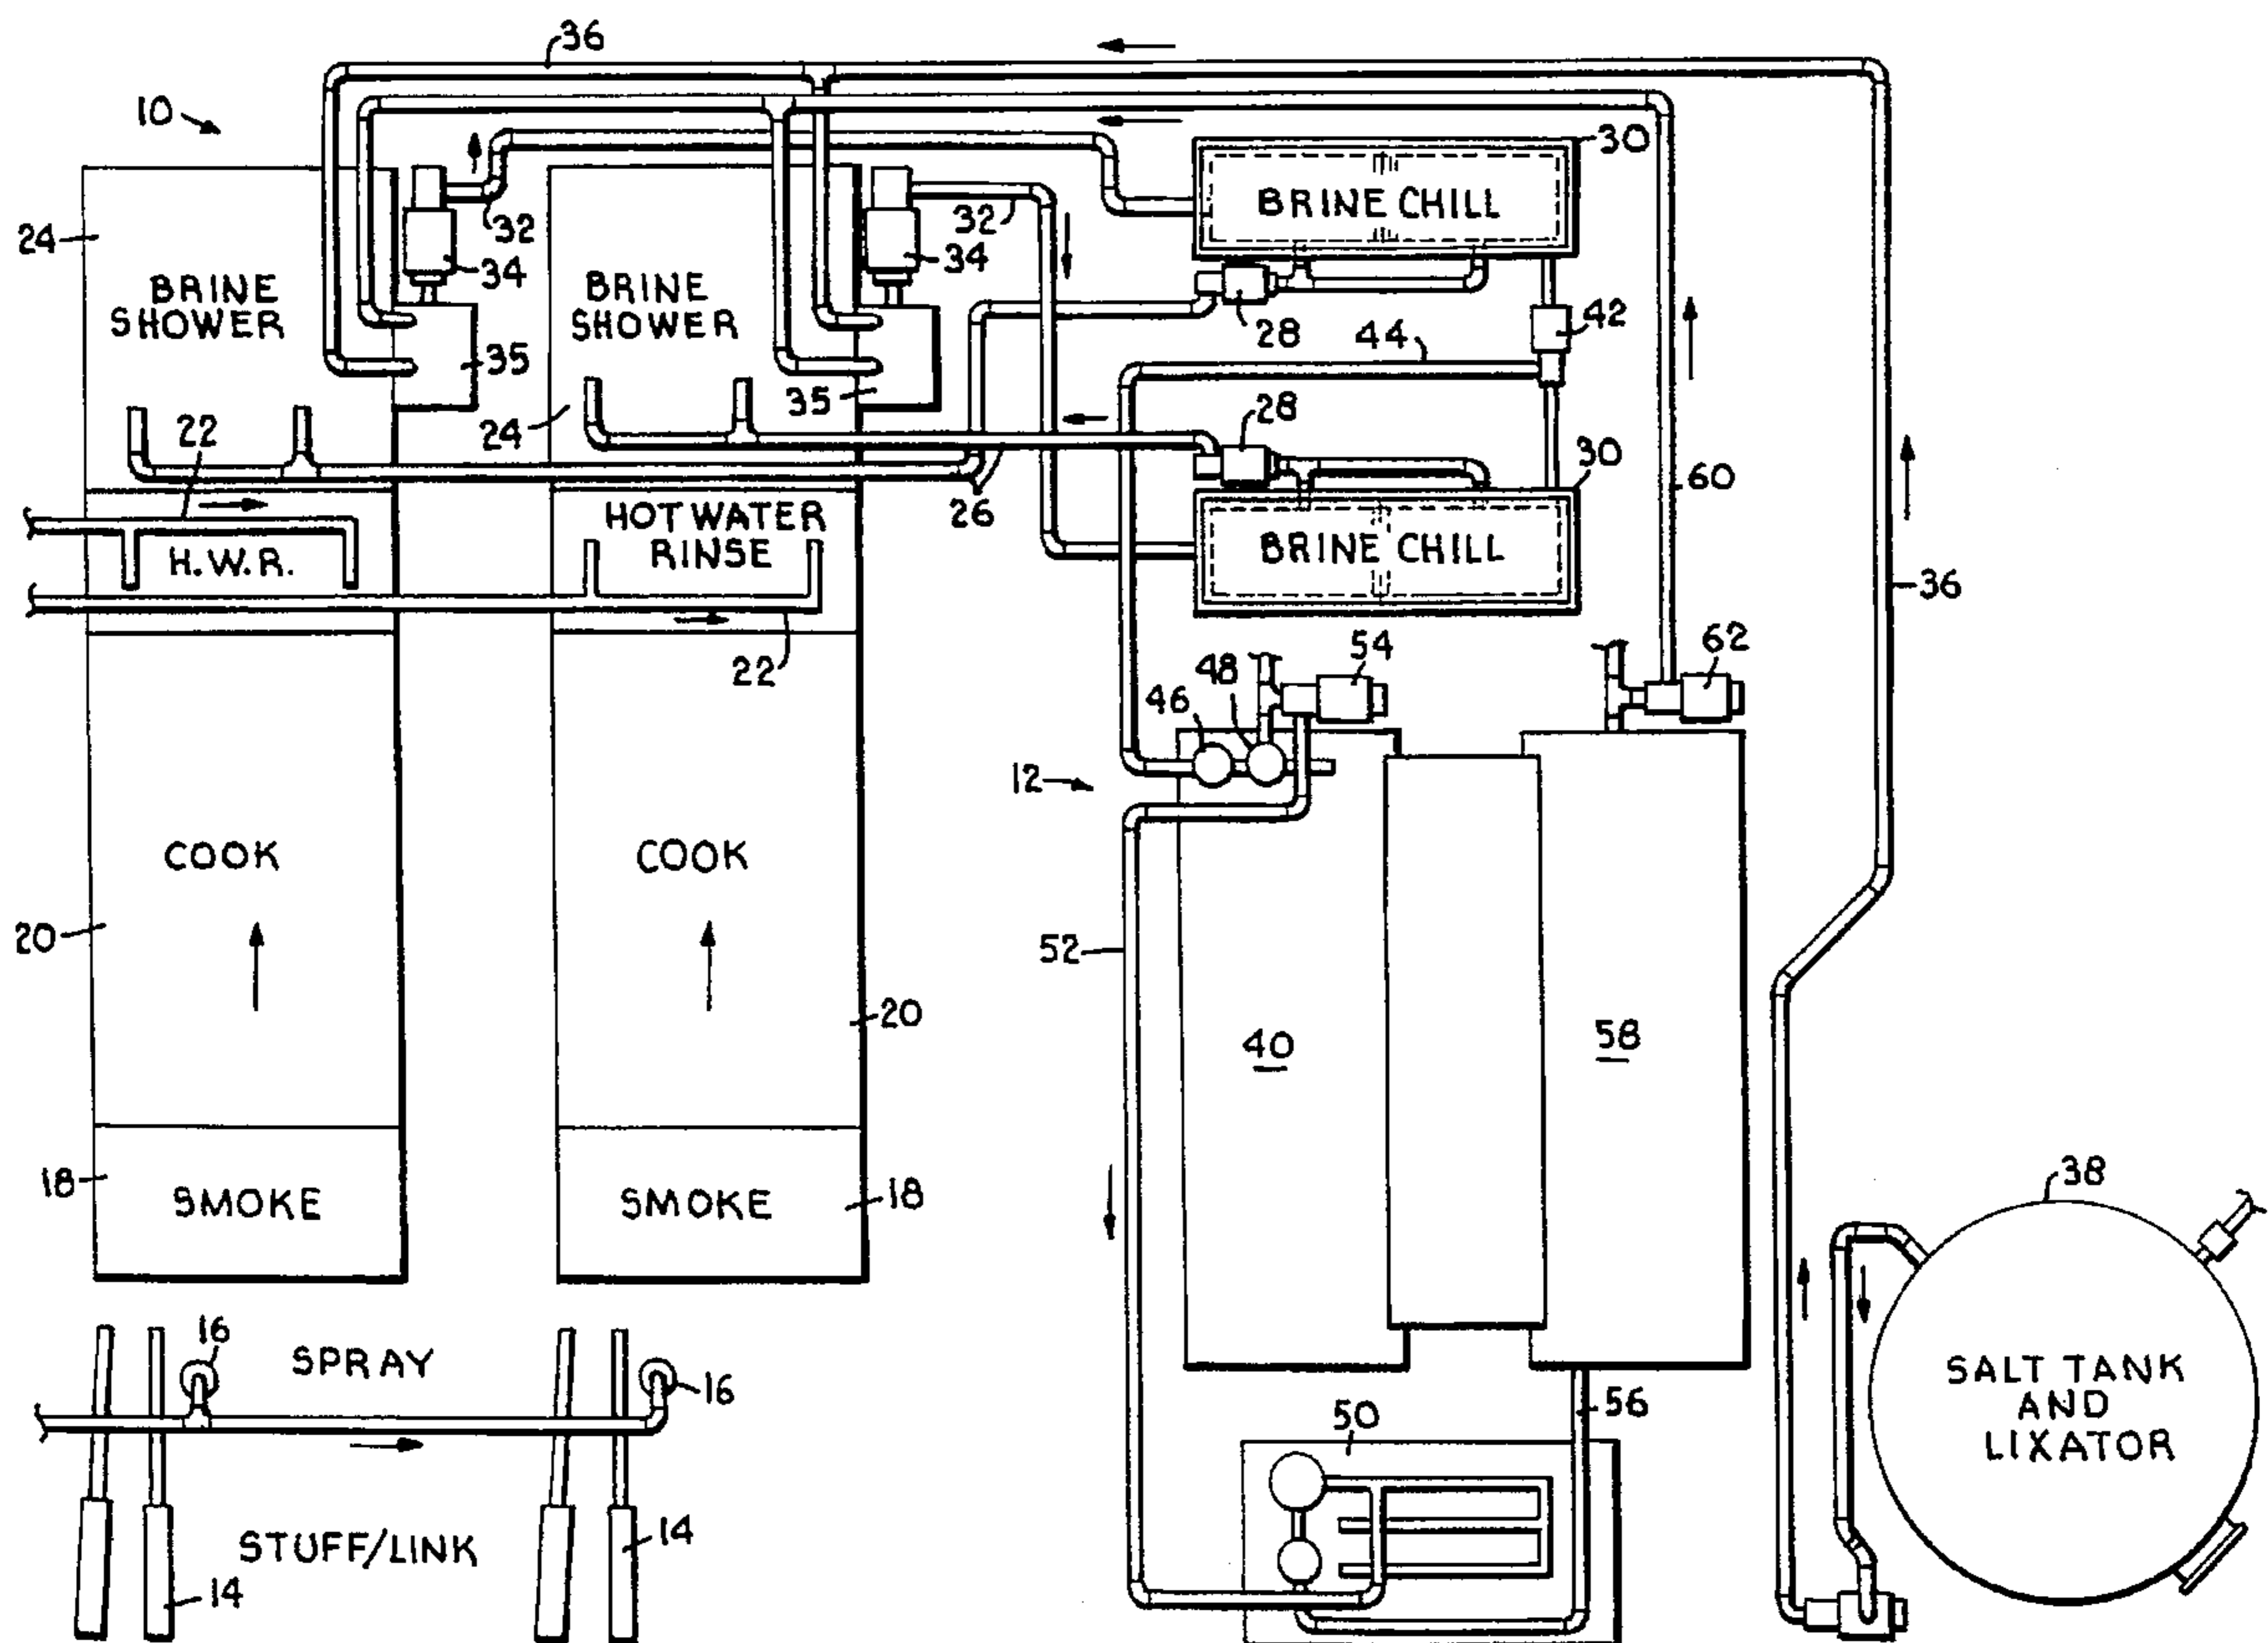 36
10
30
BRINE CHILL
24
32
34
32
34
BRINE
SHOWER
BRINE
SHOWER
28
42
44
35
35
28
22
24
30
26
60
HOT WATER
RINSE
H.W.R.
BRINE CHILL
36
22
62
54
48
46
12
COOK
COOK
20
52
20
40
58
18
SMOKE
SMOKE
18
38
16
SPRAY
16
SALT TANK
AND
LIXATOR
50
56
STUFF/LINK
14
14